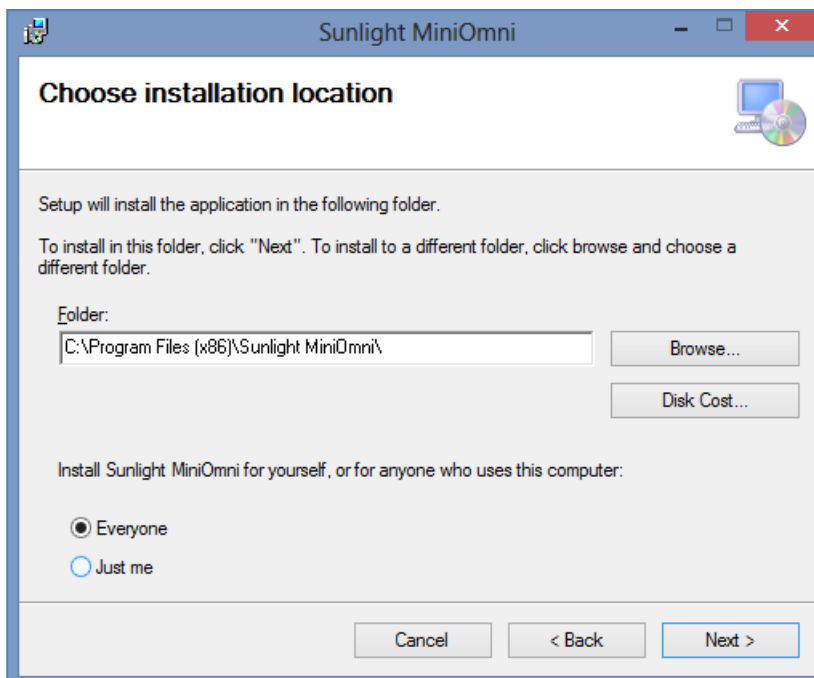 Sunlight MiniOmni
Choose installation location
Setup will install the application in the following folder.
To install in this folder, click "Next". To install to a different folder, click browse and choose a
different folder.
Folder:
C:\Program Files (x86)\Sunlight MiniOmni\
Browse...
Disk Cost...
Install Sunlight MiniOmni for yourself, or for anyone who uses this computer:
Everyone
Just me
Cancel
< Back
Next >